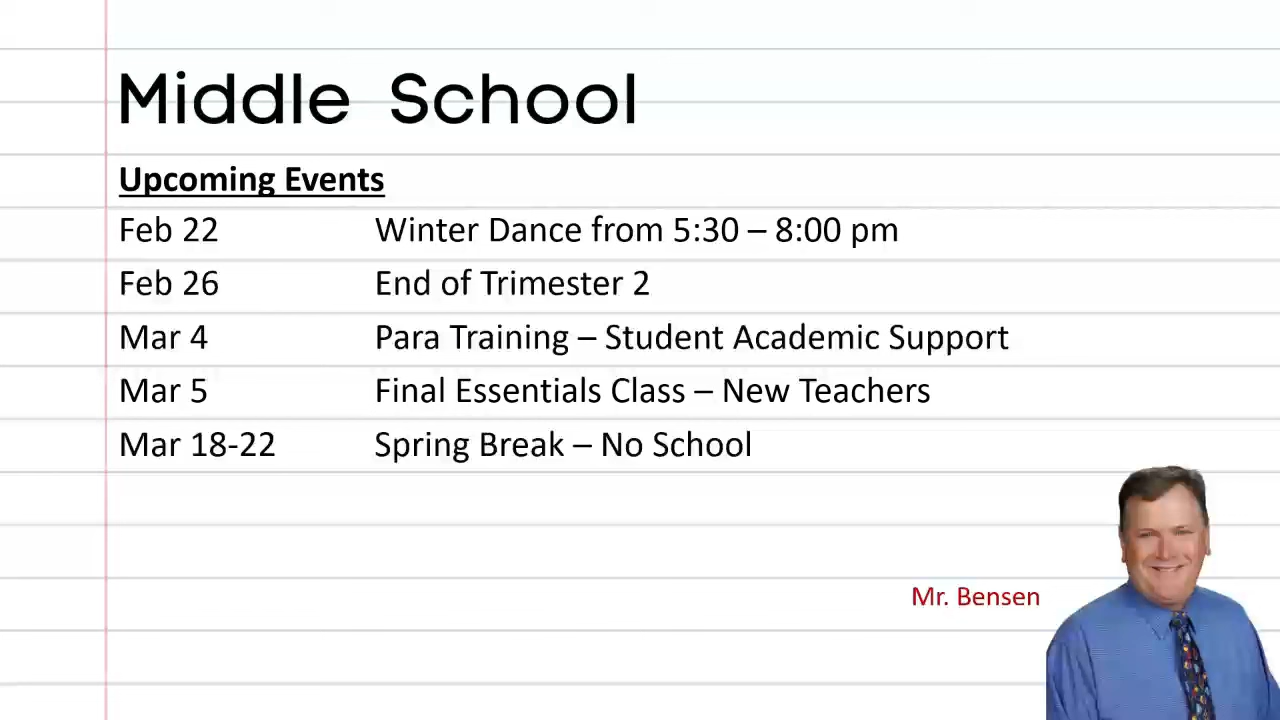 Middle School
Upcoming Events
Feb 22 Winter Dance from 5:30 – 8:00 pm
Feb 26 End of Trimester 2
Mar 4 Para Training – Student Academic Support
Mar 5 Final Essentials Class – New Teachers
Mar 18-22 Spring Break – No School
Mr. Bensen